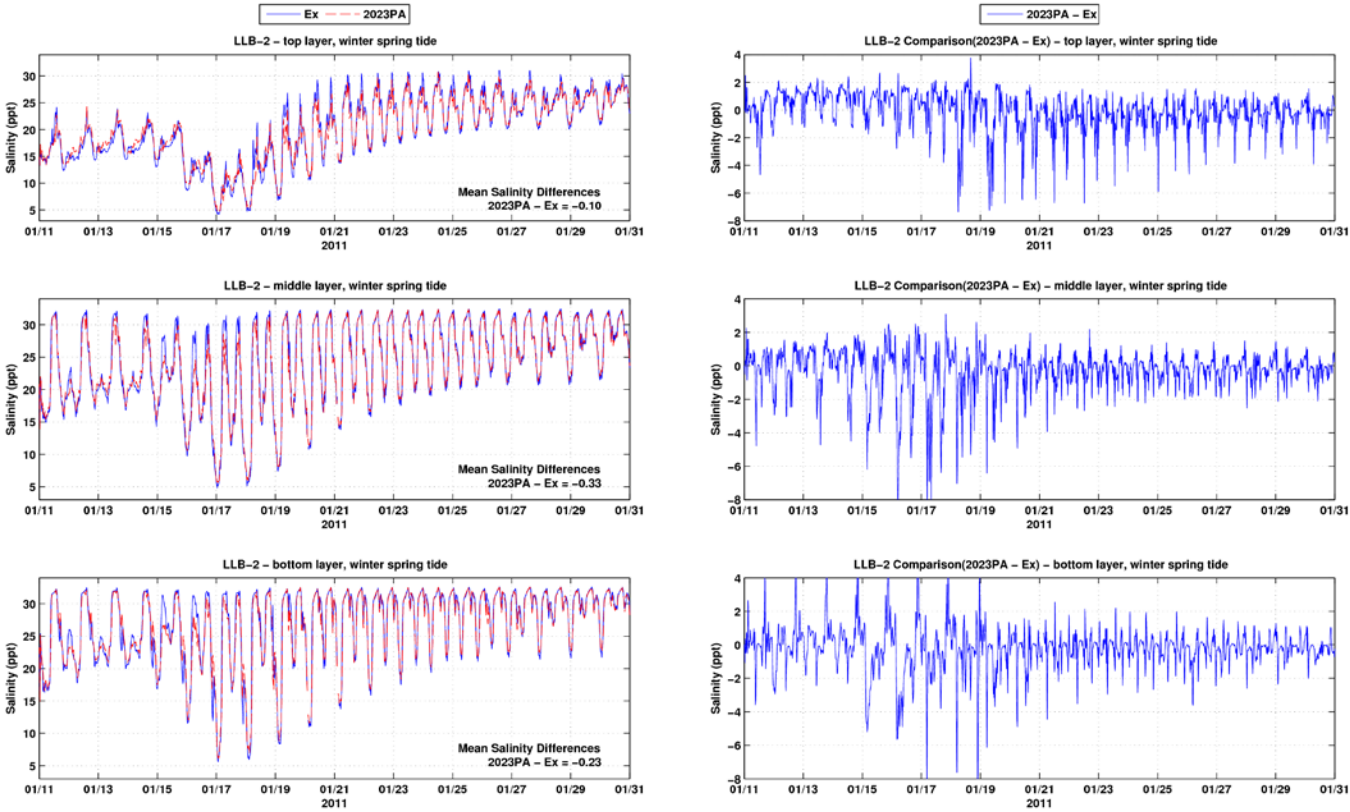 Ex 2023PA
LLB−2 − top layer, winter spring tide
Salinity (ppt)
30
25
20
15
10
5
Mean Salinity Differences
2023PA − Ex = −0.10
01/11 01/13 01/15 01/17 01/19 01/21 01/23 01/25 01/27 01/29 01/31
2011
LLB−2 − middle layer, winter spring tide
Salinity (ppt)
30
25
20
15
10
5
Mean Salinity Differences
2023PA − Ex = −0.33
01/11 01/13 01/15 01/17 01/19 01/21 01/23 01/25 01/27 01/29 01/31
2011
LLB−2 − bottom layer, winter spring tide
Salinity (ppt)
30
25
20
15
10
5
Mean Salinity Differences
2023PA − Ex = −0.23
01/11 01/13 01/15 01/17 01/19 01/21 01/23 01/25 01/27 01/29 01/31
2011
2023PA − Ex
LLB−2 Comparison(2023PA − Ex) − top layer, winter spring tide
Salinity (ppt)
4
2
0
−2
−4
−6
−8
01/11 01/13 01/15 01/17 01/19 01/21 01/23 01/25 01/27 01/29 01/31
2011
LLB−2 Comparison(2023PA − Ex) − middle layer, winter spring tide
Salinity (ppt)
4
2
0
−2
−4
−6
−8
01/11 01/13 01/15 01/17 01/19 01/21 01/23 01/25 01/27 01/29 01/31
2011
LLB−2 Comparison(2023PA − Ex) − bottom layer, winter spring tide
Salinity (ppt)
4
2
0
−2
−4
−6
−8
01/11 01/13 01/15 01/17 01/19 01/21 01/23 01/25 01/27 01/29 01/31
2011